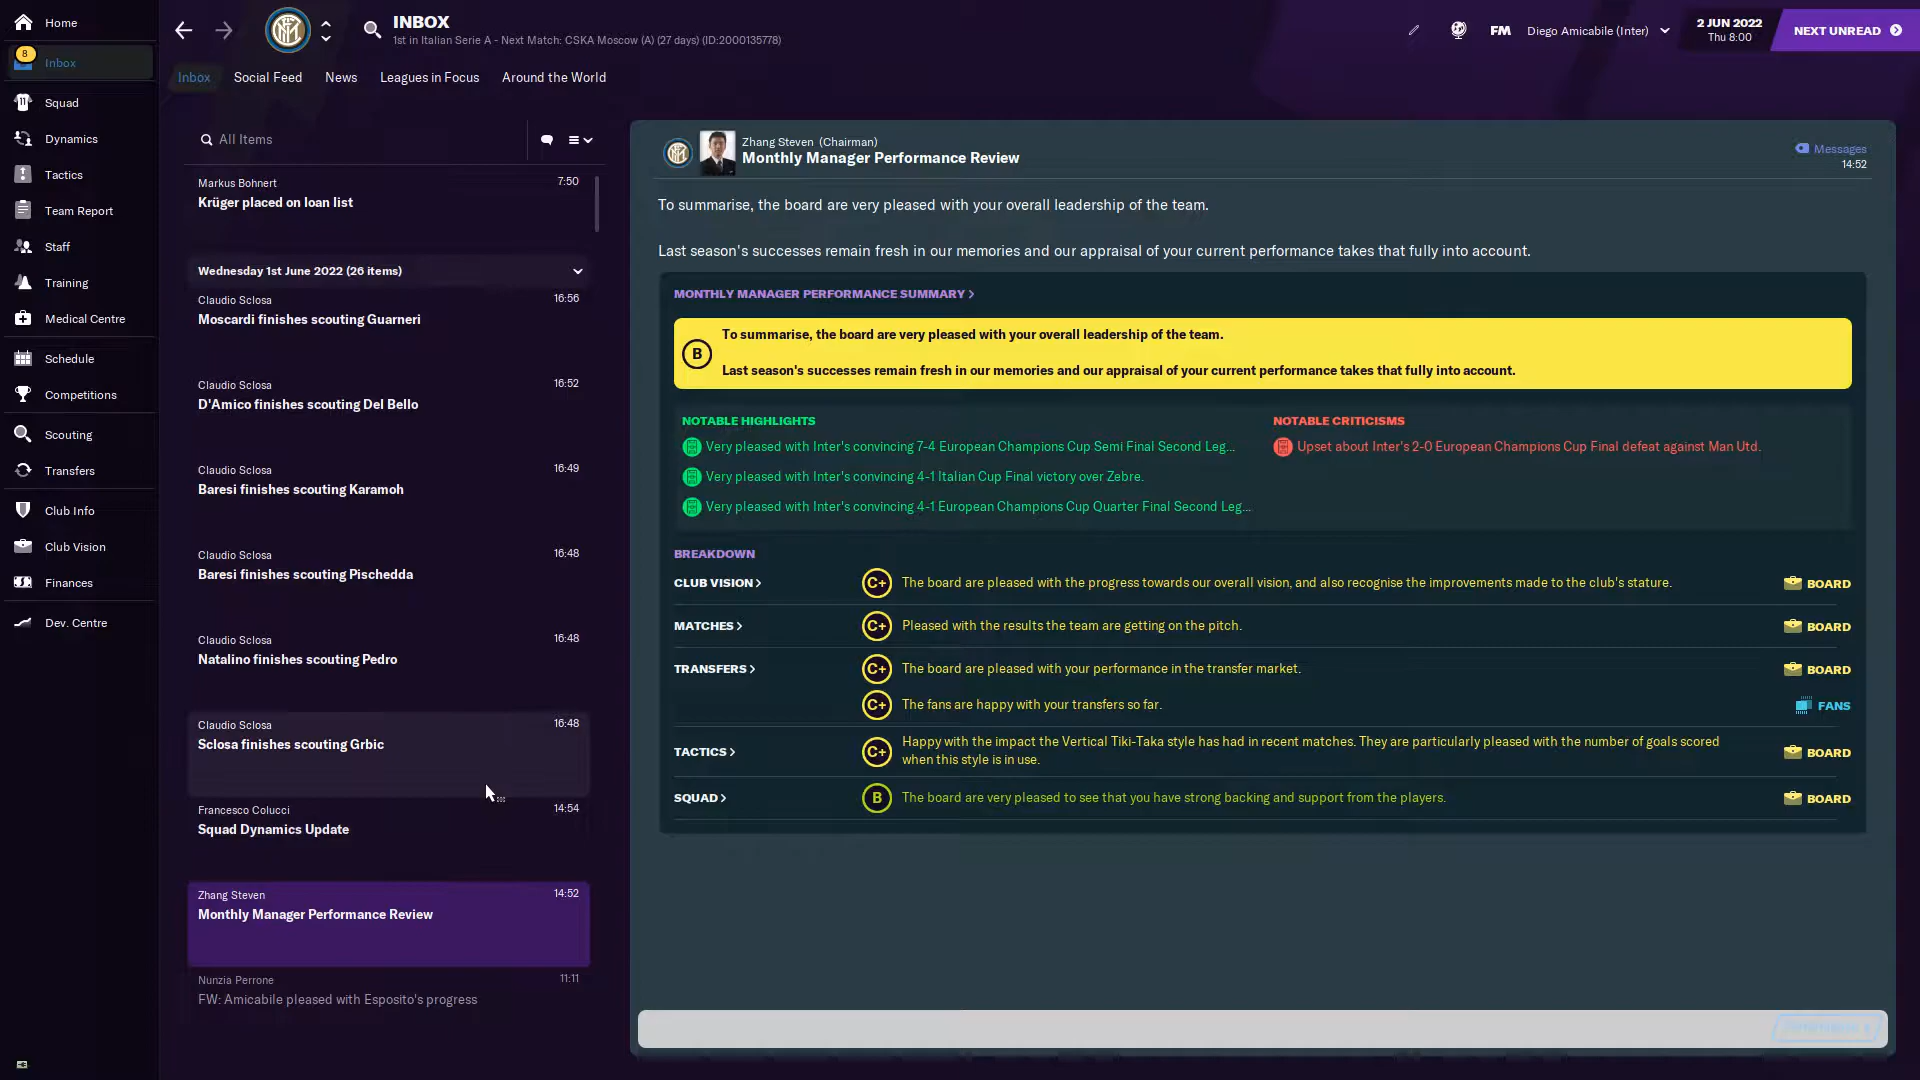 Home
8
Inbox
Squad
Dynamics
Tactics
Team Report
Staff
Training
Medical Centre
Schedule
Competitions
Scouting
Transfers
Club Info
Club Vision
Finances
Dev. Centre
INBOX
1st in Italian Serie A - Next Match: CSKA Moscow (A) (27 days) (ID:2000135778)
FM
Diego Amicabile (Inter)
2 JUN 2022
Thu 8:00
NEXT UNREAD
Inbox
Social Feed
News
Leagues in Focus
Around the World
All Items
Markus Bohnert 7:50
Krüger placed on loan list
Wednesday 1st June 2022 (26 items)
Claudio Sclosa 16:56
Moscardi finishes scouting Guarneri
Claudio Sclosa 16:52
D'Amico finishes scouting Del Bello
Claudio Sclosa 16:49
Baresi finishes scouting Karamoh
Claudio Sclosa 16:48
Baresi finishes scouting Pischedda
Claudio Sclosa 16:48
Natalino finishes scouting Pedro
Claudio Sclosa 16:48
Sclosa finishes scouting Grbic
Francesco Colucci 14:54
Squad Dynamics Update
Zhang Steven 14:52
Monthly Manager Performance Review
Nunzia Perrone 11:11
FW: Amicabile pleased with Esposito's progress
Zhang Steven (Chairman)
Monthly Manager Performance Review
Messages
14:52
To summarise, the board are very pleased with your overall leadership of the team.
Last season's successes remain fresh in our memories and our appraisal of your current performance takes that fully into account.
MONTHLY MANAGER PERFORMANCE SUMMARY >
B
To summarise, the board are very pleased with your overall leadership of the team.
Last season's successes remain fresh in our memories and our appraisal of your current performance takes that fully into account.
NOTABLE HIGHLIGHTS
Very pleased with Inter's convincing 7-4 European Champions Cup Semi Final Second Leg...
Very pleased with Inter's convincing 4-1 Italian Cup Final victory over Zebre.
Very pleased with Inter's convincing 4-1 European Champions Cup Quarter Final Second Leg...
NOTABLE CRITICISMS
Upset about Inter's 2-0 European Champions Cup Final defeat against Man Utd.
BREAKDOWN
CLUB VISION > C+ The board are pleased with the progress towards our overall vision, and also recognise the improvements made to the club's stature. BOARD
MATCHES > C+ Pleased with the results the team are getting on the pitch. BOARD
TRANSFERS > C+ The board are pleased with your performance in the transfer market. BOARD
C+ The fans are happy with your transfers so far. FANS
TACTICS > C+ Happy with the impact the Vertical Tiki-Taka style has had in recent matches. They are particularly pleased with the number of goals scored
when this style is in use. BOARD
SQUAD > B The board are very pleased to see that you have strong backing and support from the players. BOARD